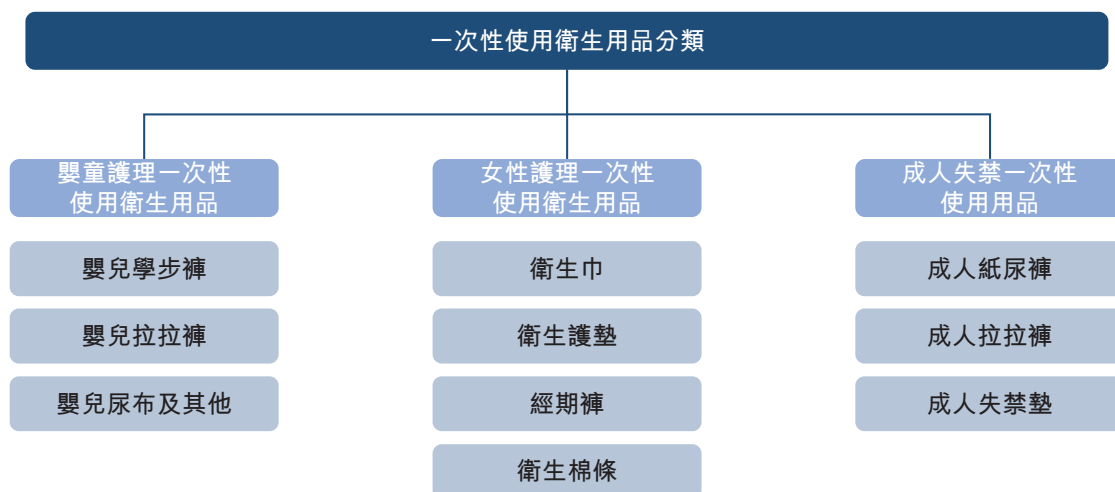 一次性使用衛生用品分類
嬰童護理一次性
使用衛生用品
嬰兒學步褲
嬰兒拉拉褲
嬰兒尿布及其他
女性護理一次性
使用衛生用品
衛生巾
衛生護墊
經期褲
衛生棉條
成人失禁一次性
使用用品
成人紙尿褲
成人拉拉褲
成人失禁墊